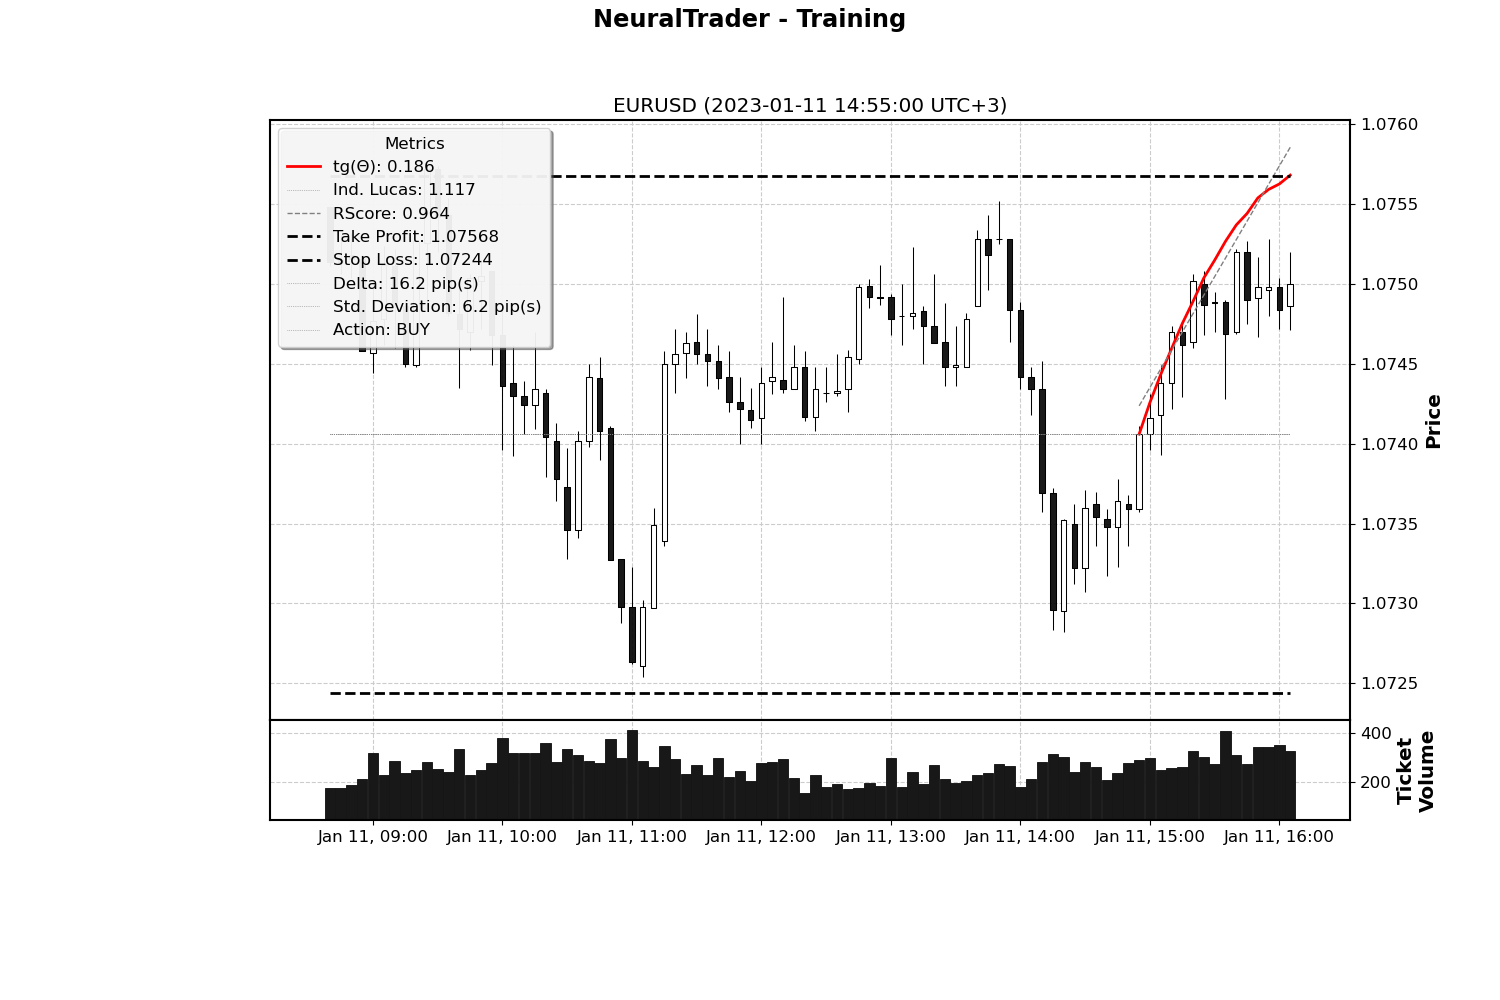 NeuralTrader - Training
EURUSD (2023-01-11 14:55:00 UTC+3)
Metrics
tg(Θ): 0.186
Ind. Lucas: 1.117
RScore: 0.964
Take Profit: 1.07568
Stop Loss: 1.07244
Delta: 16.2 pip(s)
Std. Deviation: 6.2 pip(s)
Action: BUY
1.0760
1.0755
1.0750
1.0745
1.0740
1.0735
1.0730
1.0725
Price
400
200
Ticket
Volume
Jan 11, 09:00
Jan 11, 10:00
Jan 11, 11:00
Jan 11, 12:00
Jan 11, 13:00
Jan 11, 14:00
Jan 11, 15:00
Jan 11, 16:00